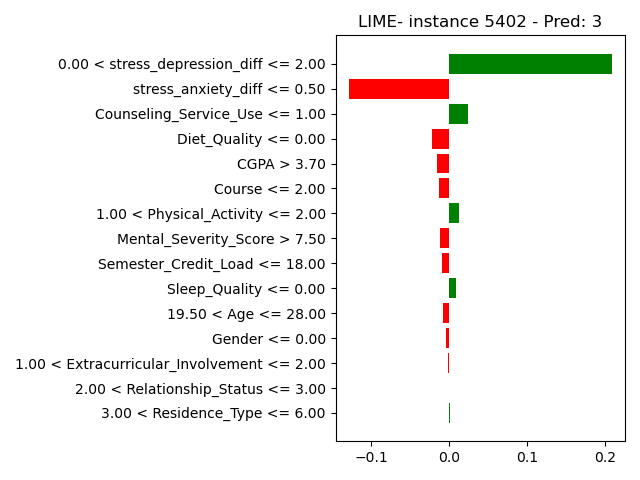 LIME- instance 5402 - Pred: 3
0.00 < stress_depression_diff <= 2.00
stress_anxiety_diff <= 0.50
Counseling_Service_Use <= 1.00
Diet_Quality <= 0.00
CGPA > 3.70
Course <= 2.00
1.00 < Physical_Activity <= 2.00
Mental_Severity_Score > 7.50
Semester_Credit_Load <= 18.00
Sleep_Quality <= 0.00
19.50 < Age <= 28.00
Gender <= 0.00
1.00 < Extracurricular_Involvement <= 2.00
2.00 < Relationship_Status <= 3.00
3.00 < Residence_Type <= 6.00
−0.1 0.0 0.1 0.2